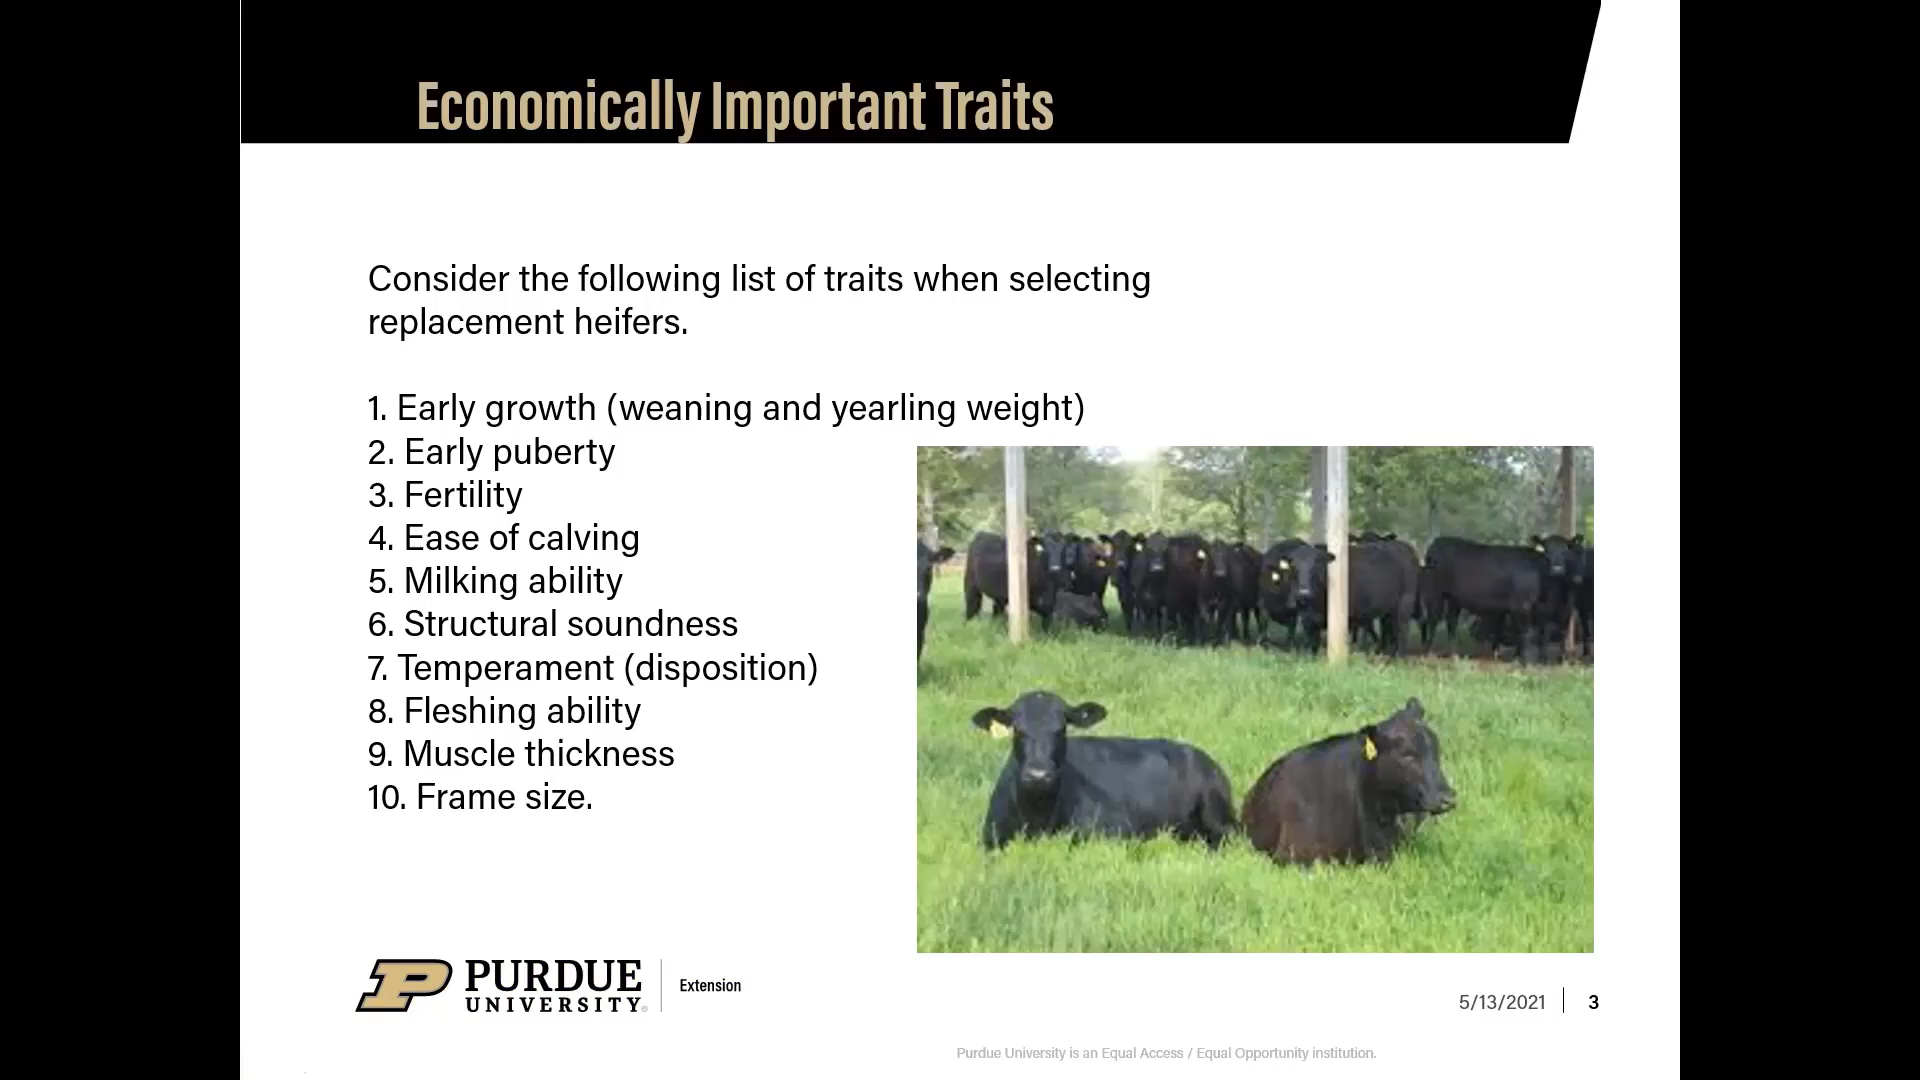 Economically Important Traits
Consider the following list of traits when selecting
replacement heifers.
1. Early growth (weaning and yearling weight)
2. Early puberty
3. Fertility
4. Ease of calving
5. Milking ability
6. Structural soundness
7. Temperament (disposition)
8. Fleshing ability
9. Muscle thickness
10. Frame size.
PURDUE
UNIVERSITY®
Extension
5/13/2021
3
Purdue University is an Equal Access / Equal Opportunity institution.